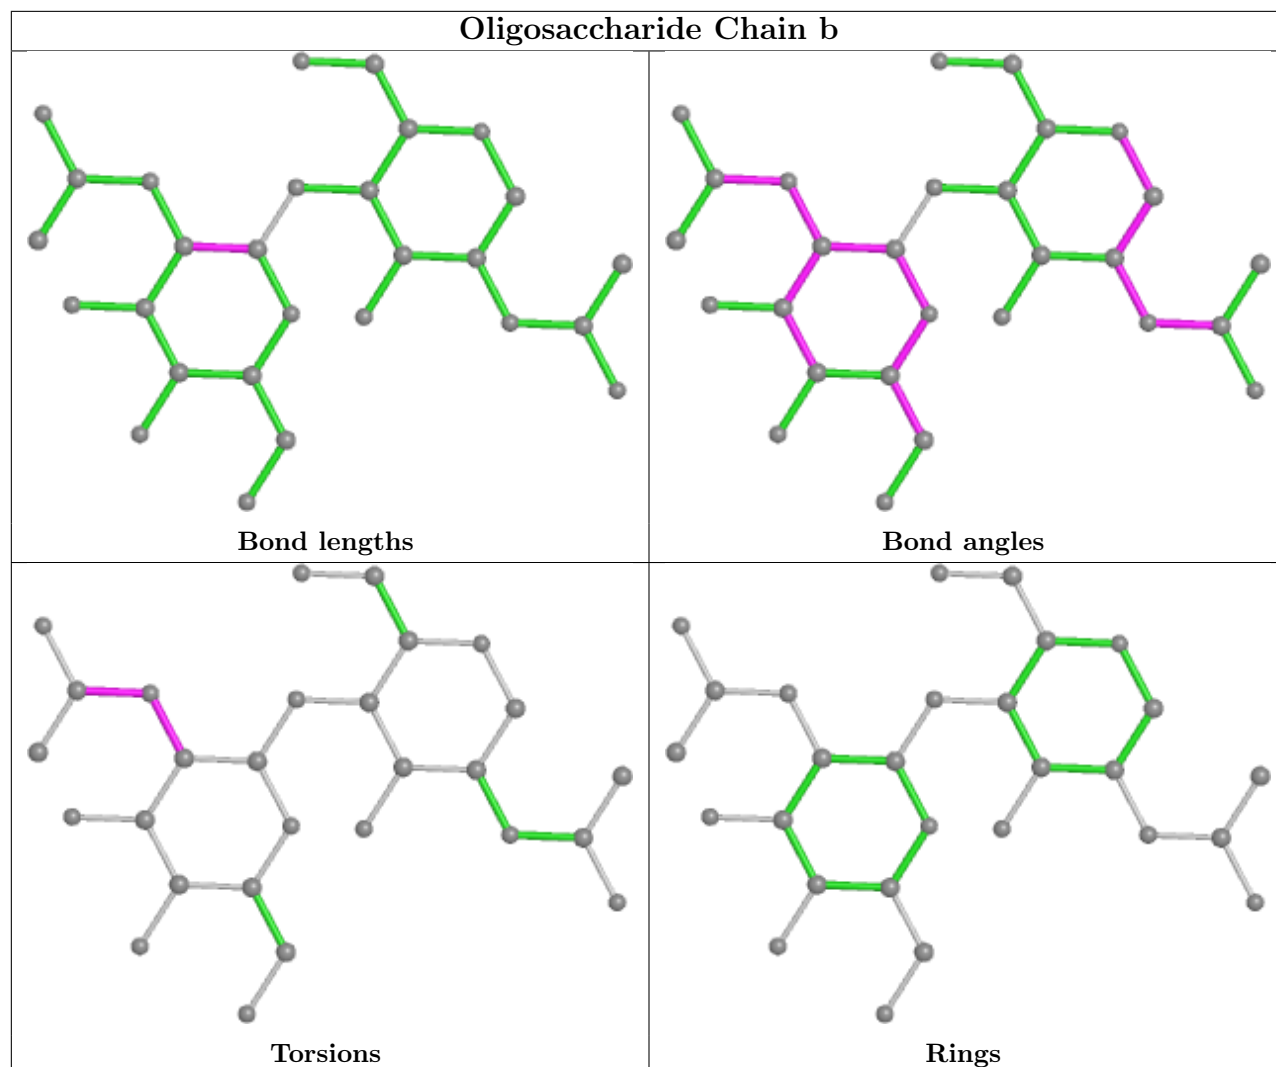 Oligosaccharide Chain b
Bond lengths
Bond angles
Torsions
Rings